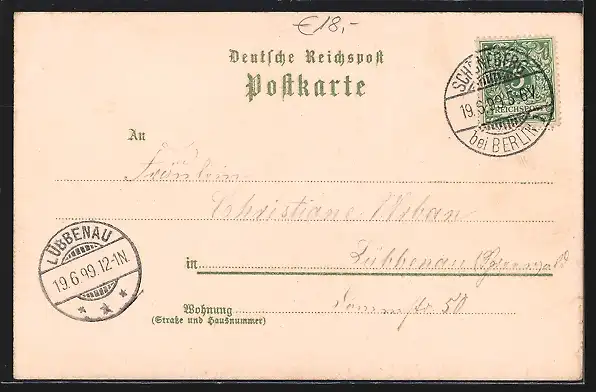 €18,-
Deutsche Reichspost
Postkarte
SCHÖNEBERG
19.6.99.
bei BERLIN
REICHSPOST
An
Fräulein
Christiane Urban
LÜBBENAU
19.6.99.12-1N.
in Lübbenau
Wohnung 50
(Straße und Hausnummer)